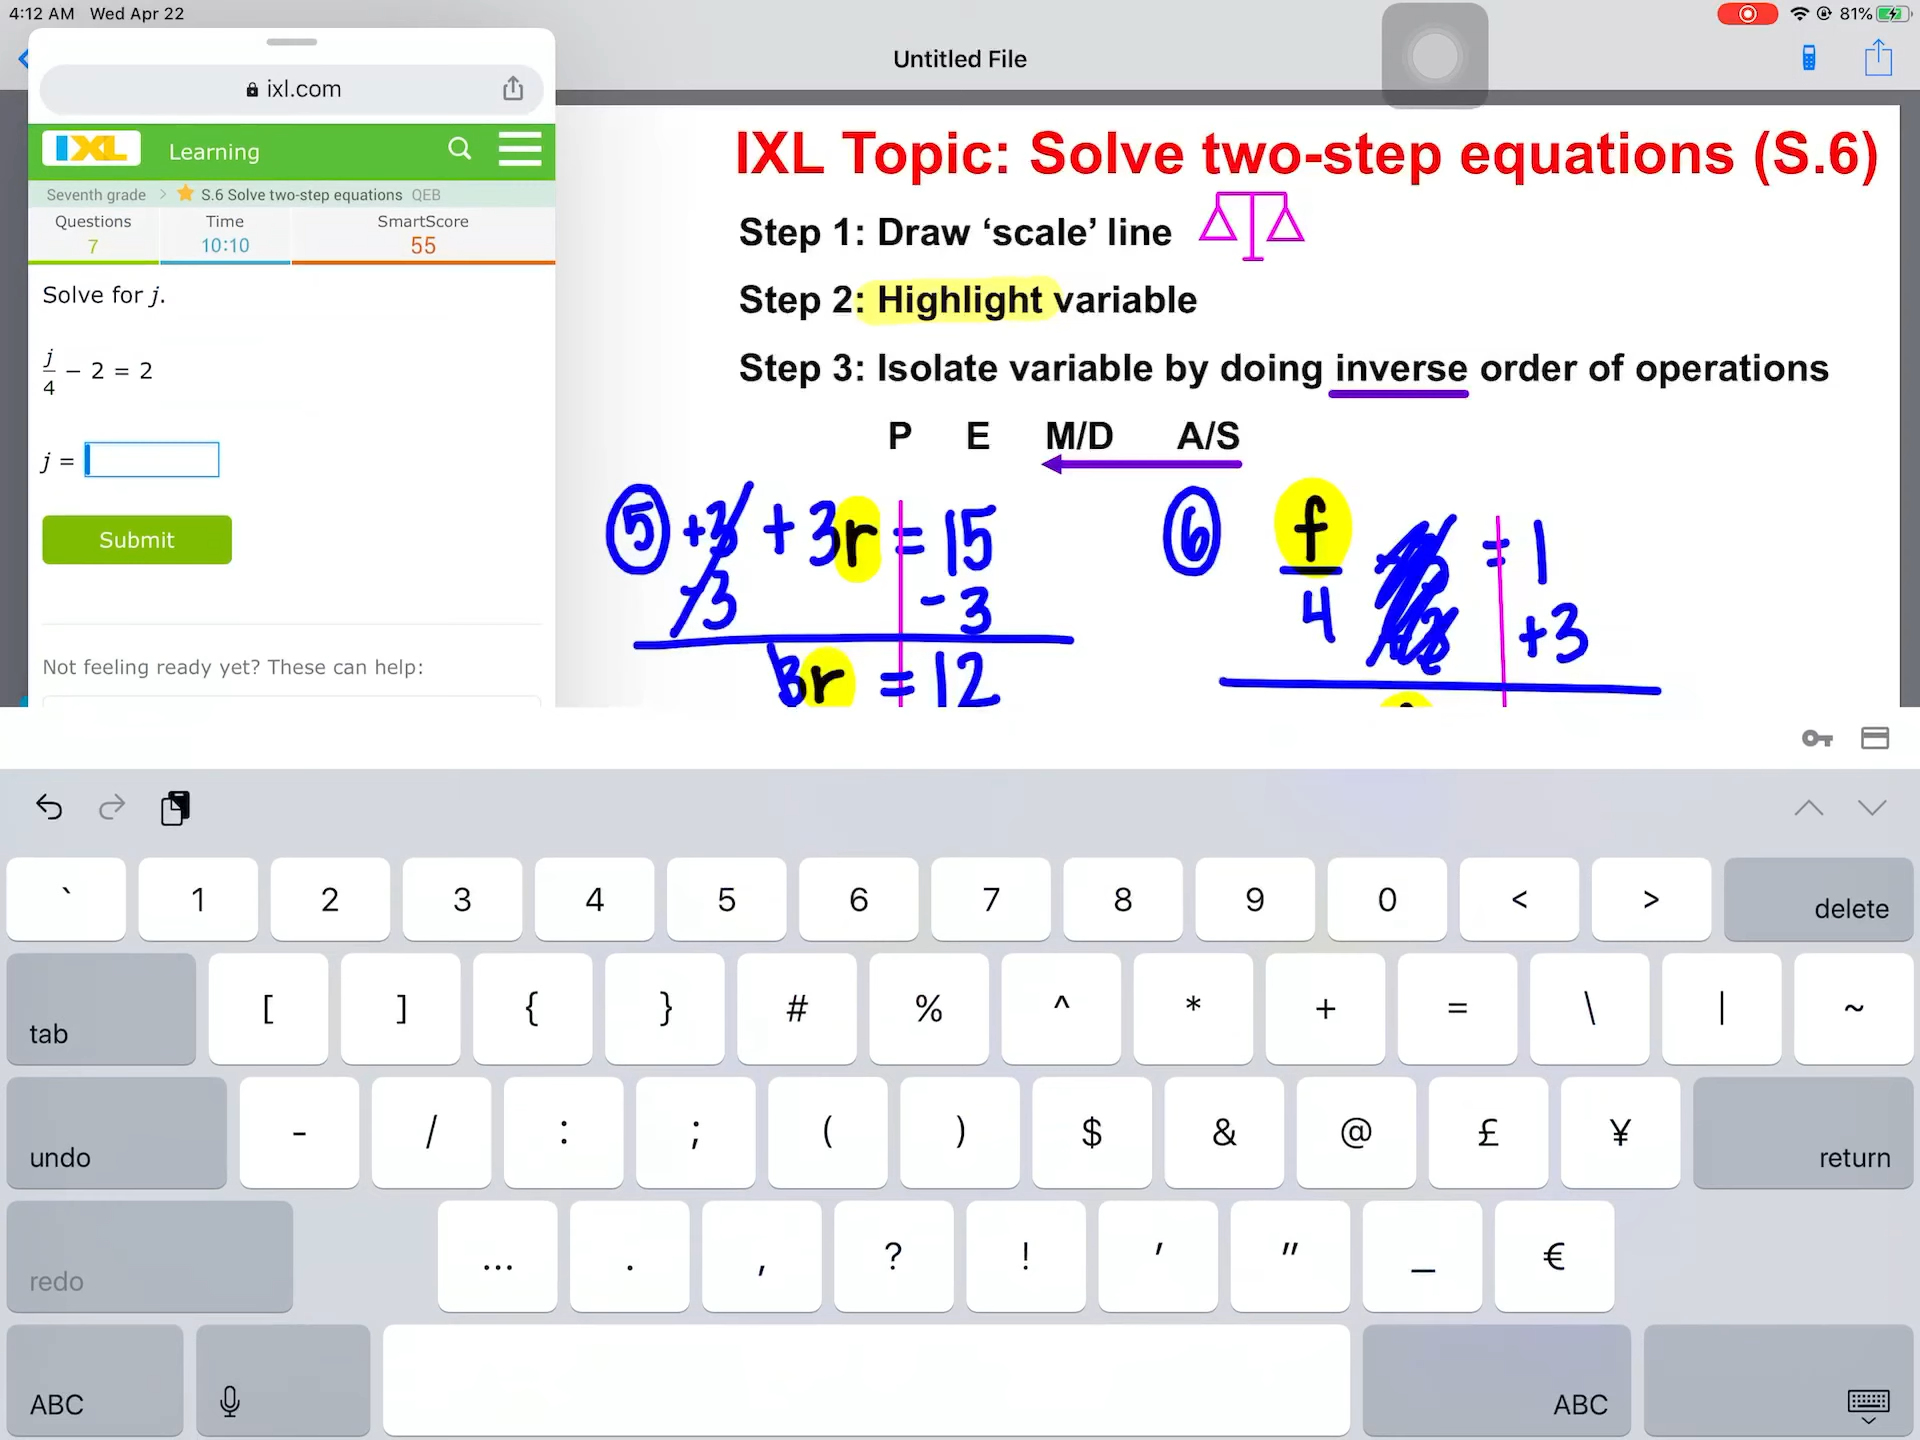 4:12 AM Wed Apr 22
81%
Untitled File
ixl.com
IXL Learning
Seventh grade > S.6 Solve two-step equations QEB
Questions Time SmartScore
7 10:10 55
Solve for j.
j/4 − 2 = 2
j =
Submit
Not feeling ready yet? These can help:
IXL Topic: Solve two-step equations (S.6)
Step 1: Draw ‘scale’ line
Step 2: Highlight variable
Step 3: Isolate variable by doing inverse order of operations
P E M/D A/S
5 +3 + 3r = 15
-3 - 3
3r = 12
6 f/4 = 1
+3
` 1 2 3 4 5 6 7 8 9 0 < > delete
tab [ ] { } # % ^ * + = \ | ~
undo - / : ; ( ) $ & @ £ ¥ return
redo ... . , ? ! ' " _ €
ABC ABC